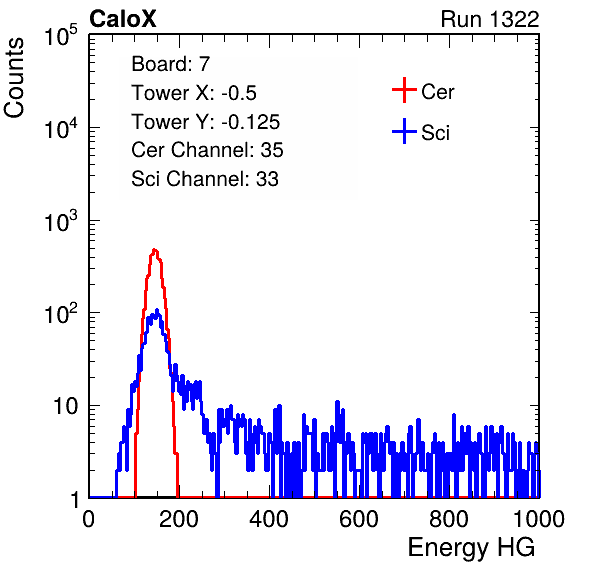 CaloX Run 1322
Board: 7
Tower X: -0.5
Tower Y: -0.125
Cer Channel: 35
Sci Channel: 33
Cer
Sci
Counts
10^5
10^4
10^3
10^2
10
1
0 200 400 600 800 1000
Energy HG